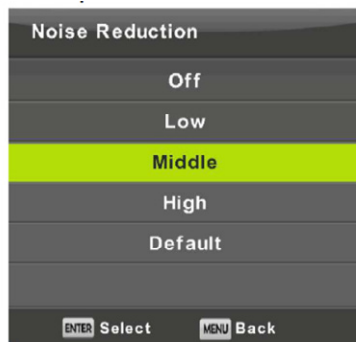 Noise Reduction
Off
Low
Middle
High
Default
ENTER Select MENU Back